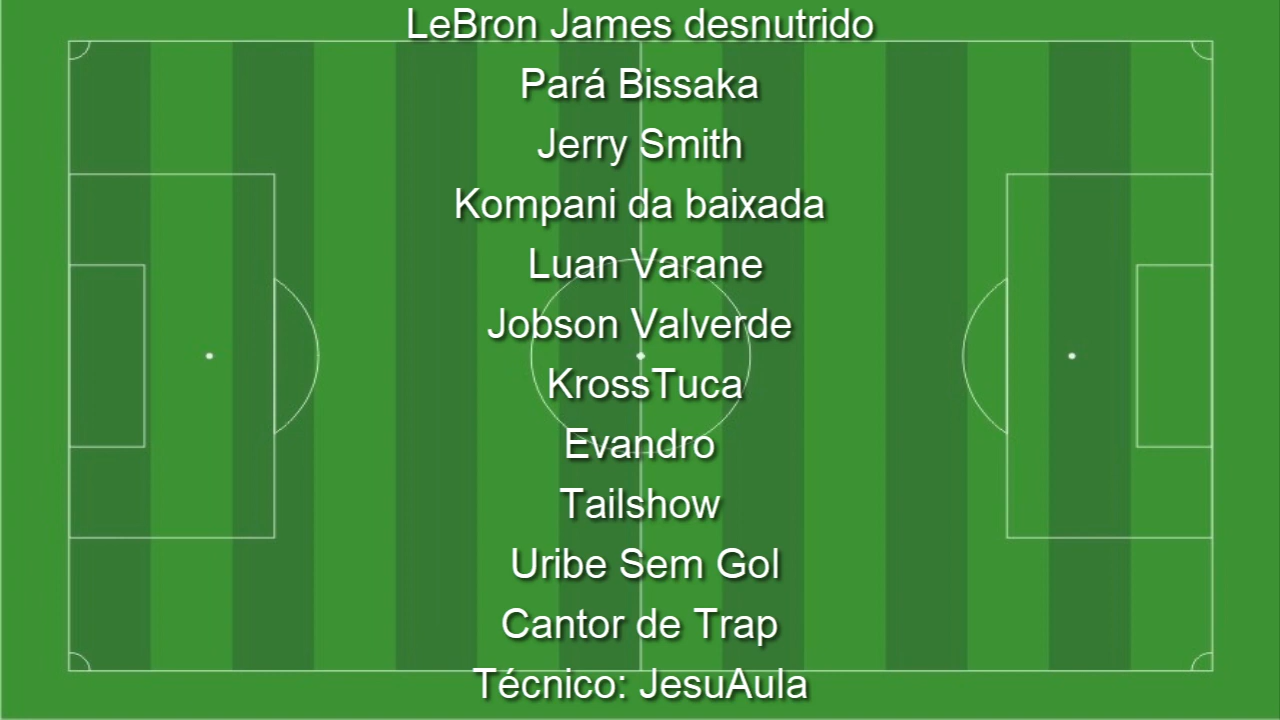 LeBron James desnutrido
Pará Bissaka
Jerry Smith
Kompani da baixada
Luan Varane
Jobson Valverde
KrossTuca
Evandro
Tailshow
Uribe Sem Gol
Cantor de Trap
Técnico: JesuAula